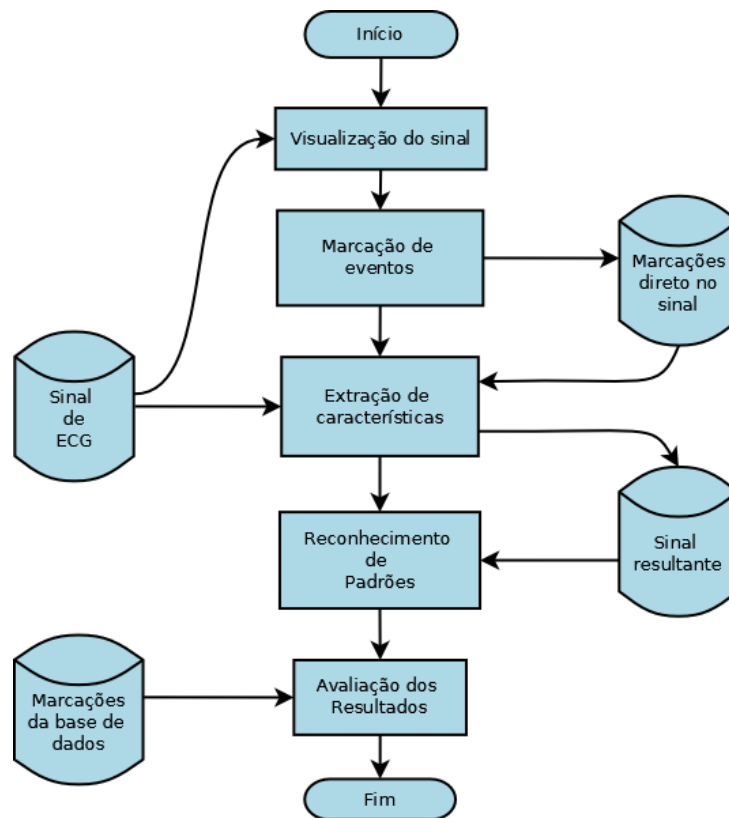 Início
Visualização do sinal
Marcação de
eventos
Marcações
direto no
sinal
Sinal
de
ECG
Extração de
características
Reconhecimento
de
Padrões
Sinal
resultante
Marcações
da base de
dados
Avaliação dos
Resultados
Fim